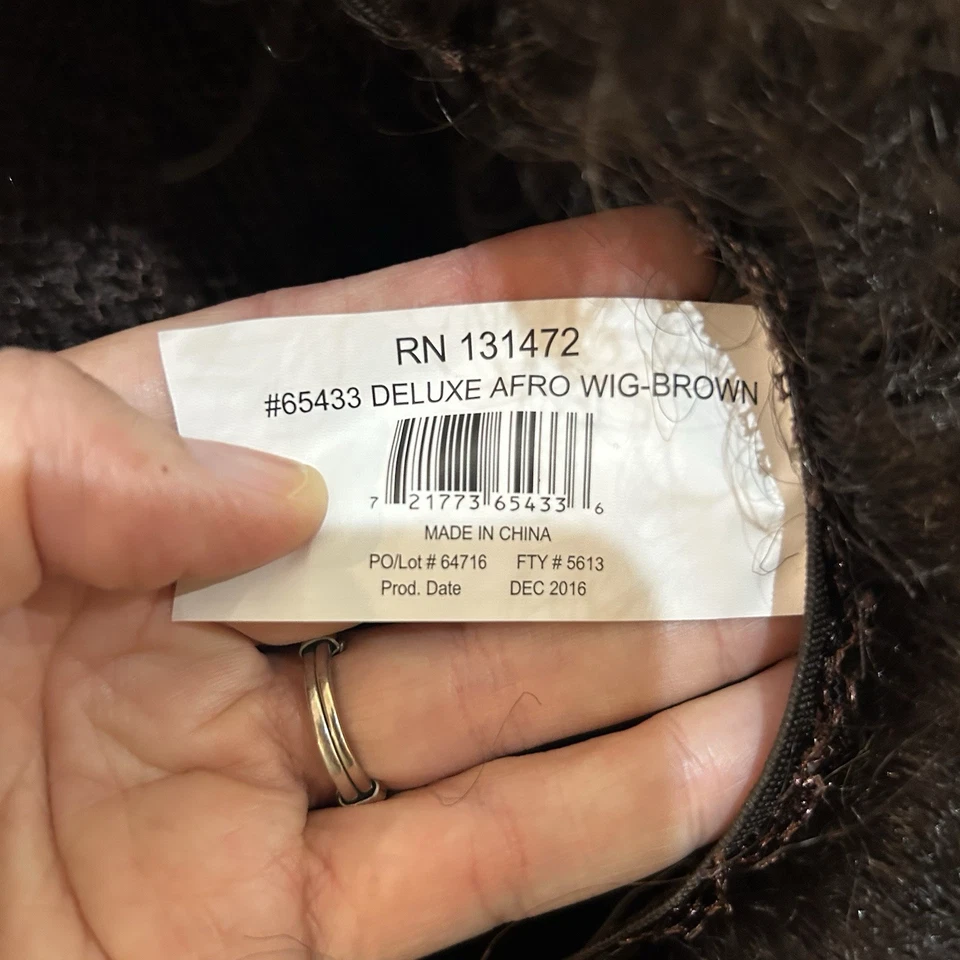 RN 131472
#65433 DELUXE AFRO WIG-BROWN
7 21773 65433 6
MADE IN CHINA
PO/Lot # 64716 FTY # 5613
Prod. Date DEC 2016